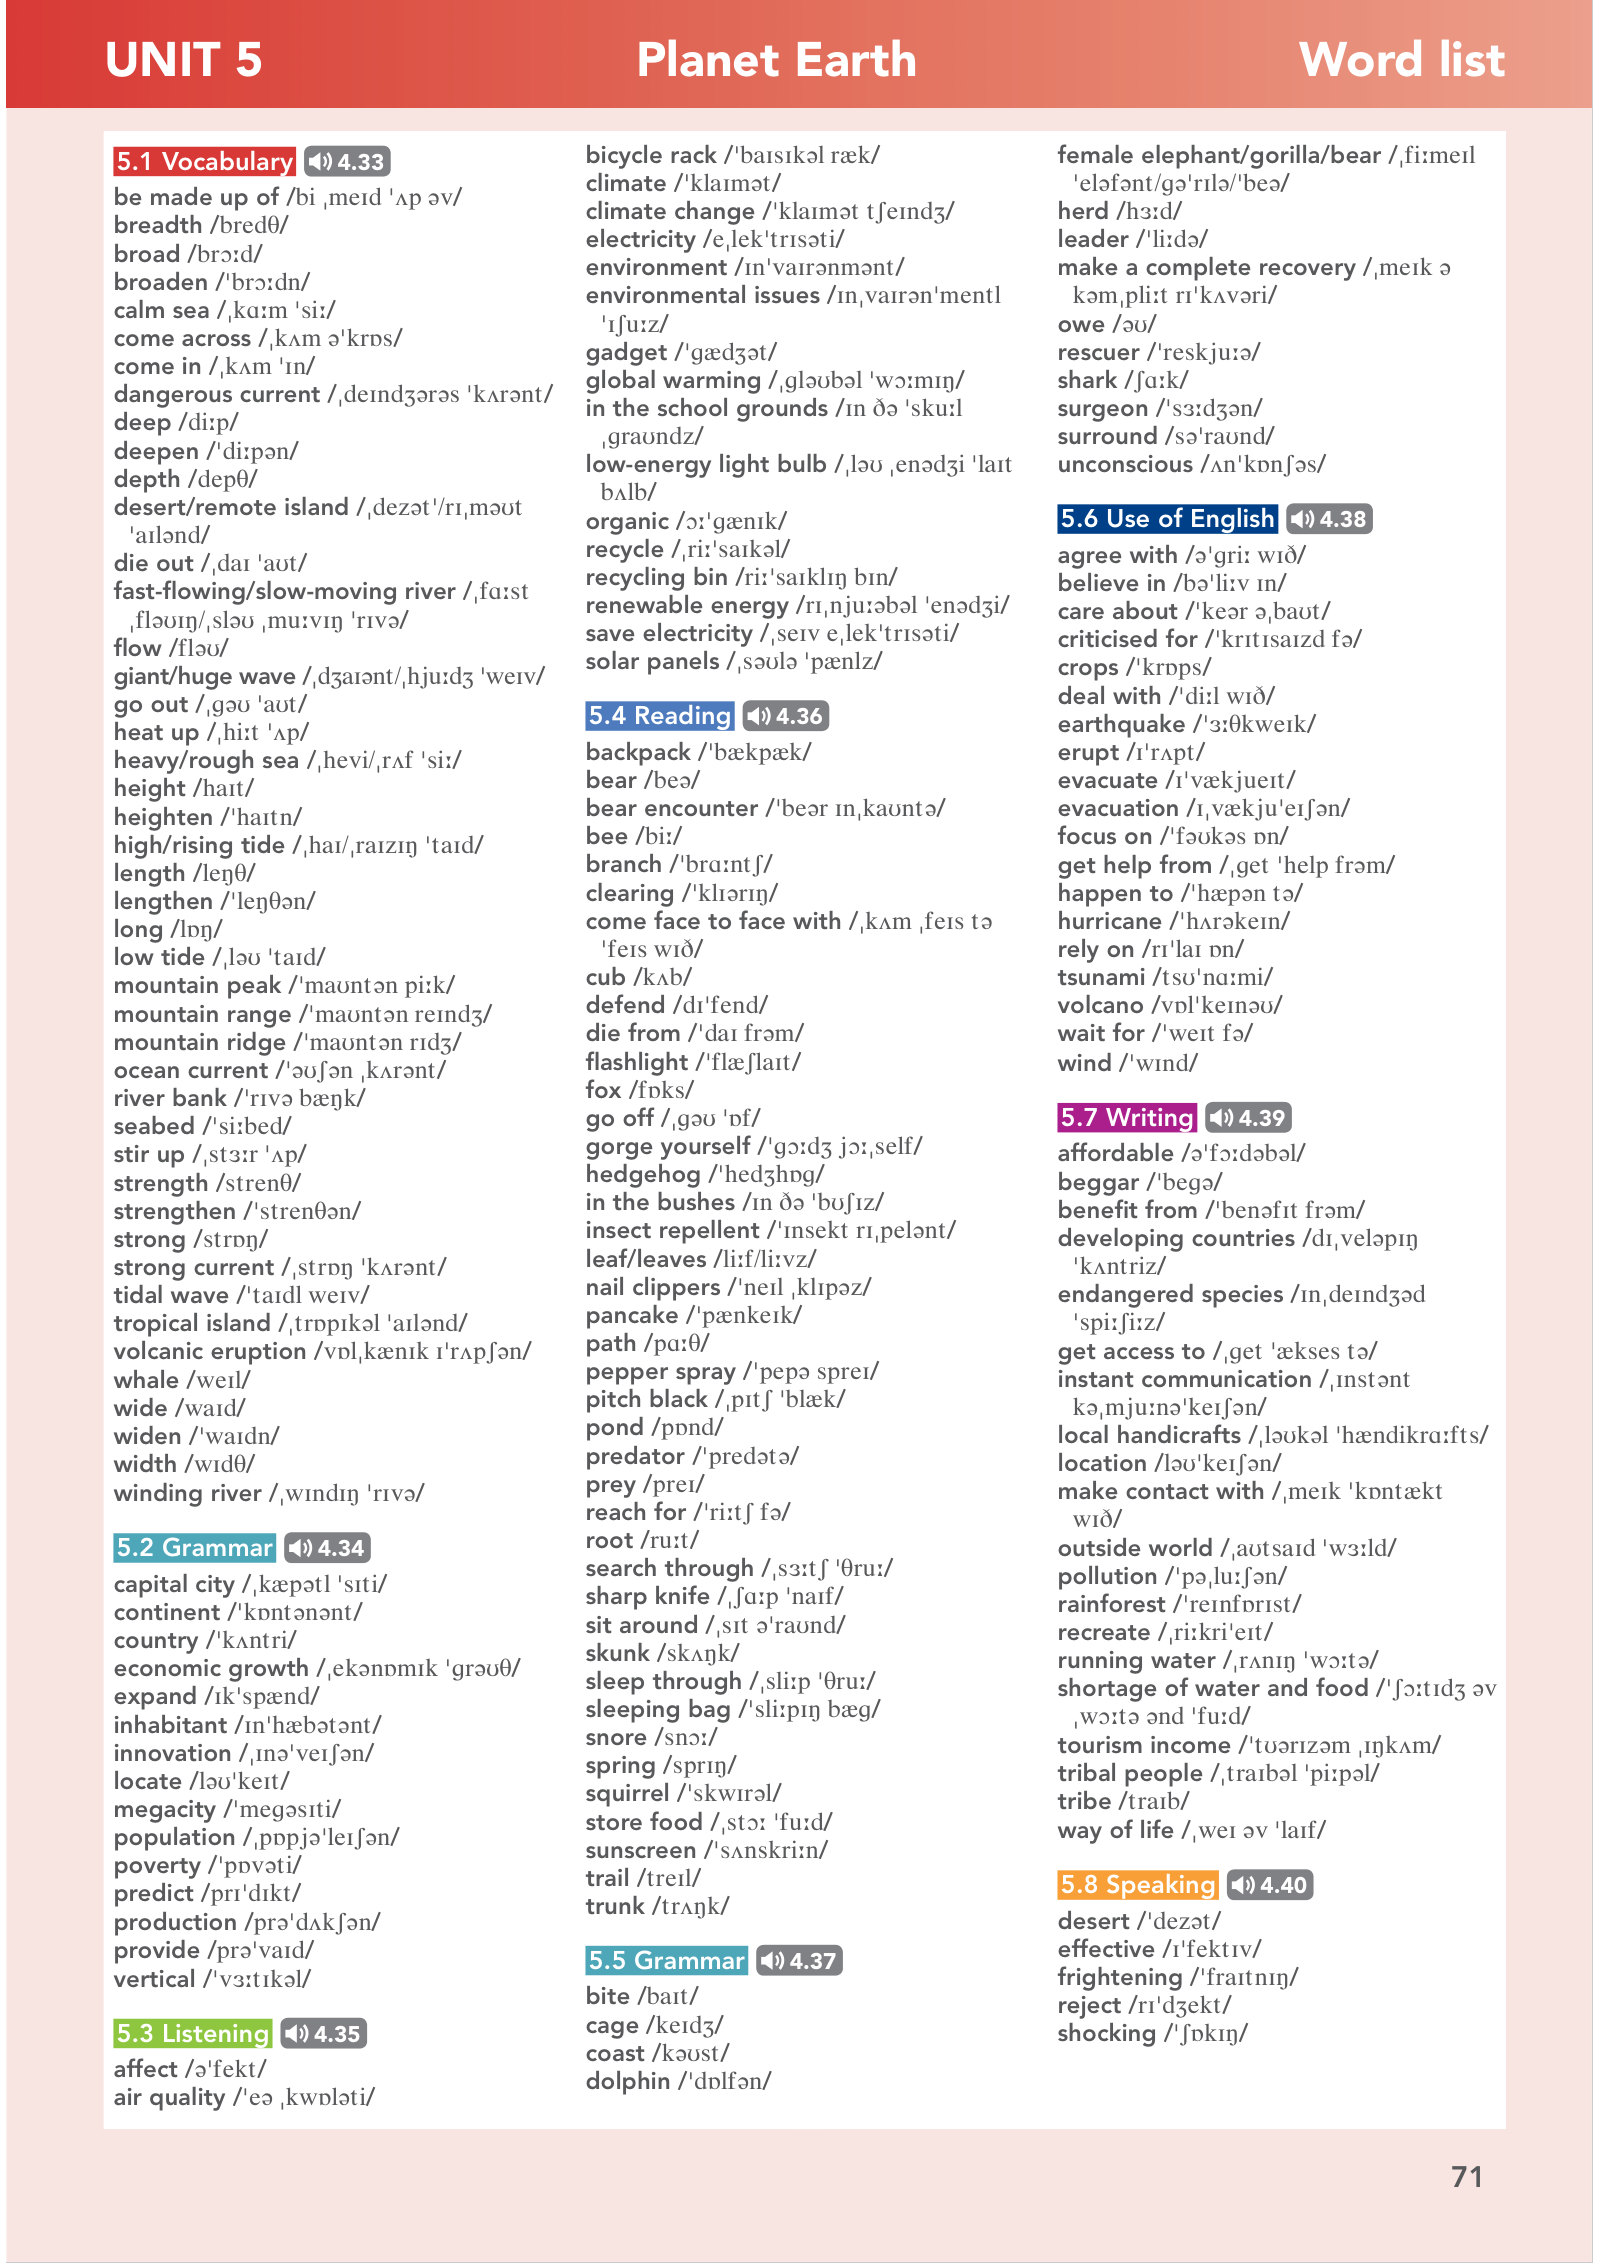 UNIT 5
Planet Earth
Word list
5.1 Vocabulary 4.33
be made up of /bi ˌmeɪd ˈʌp əv/
breadth /bredθ/
broad /brɔːd/
broaden /ˈbrɔːdn/
calm sea /ˌkɑːm ˈsiː/
come across /ˌkʌm əˈkrɒs/
come in /ˌkʌm ˈɪn/
dangerous current /ˌdeɪndʒərəs ˈkʌrənt/
deep /diːp/
deepen /ˈdiːpən/
depth /depθ/
desert/remote island /ˌdezətˈ/rɪˌməʊt
ˈaɪlənd/
die out /ˌdaɪ ˈaʊt/
fast-flowing/slow-moving river /ˌfɑːst
ˌfləʊɪŋ/ˌsləʊ ˌmuːvɪŋ ˈrɪvə/
flow /fləʊ/
giant/huge wave /ˌdʒaɪənt/ˌhjuːdʒ ˈweɪv/
go out /ˌgəʊ ˈaʊt/
heat up /ˌhiːt ˈʌp/
heavy/rough sea /ˌhevi/ˌrʌf ˈsiː/
height /haɪt/
heighten /ˈhaɪtn/
high/rising tide /ˌhaɪ/ˌraɪzɪŋ ˈtaɪd/
length /leŋθ/
lengthen /ˈleŋθən/
long /lɒŋ/
low tide /ˌləʊ ˈtaɪd/
mountain peak /ˈmaʊntən piːk/
mountain range /ˈmaʊntən reɪndʒ/
mountain ridge /ˈmaʊntən rɪdʒ/
ocean current /ˈəʊʃən ˌkʌrənt/
river bank /ˈrɪvə bæŋk/
seabed /ˈsiːbed/
stir up /ˌstɜːr ˈʌp/
strength /strenθ/
strengthen /ˈstrenθən/
strong /strɒŋ/
strong current /ˌstrɒŋ ˈkʌrənt/
tidal wave /ˈtaɪdl weɪv/
tropical island /ˌtrɒpɪkəl ˈaɪlənd/
volcanic eruption /vɒlˌkænɪk ɪˈrʌpʃən/
whale /weɪl/
wide /waɪd/
widen /ˈwaɪdn/
width /wɪdθ/
winding river /ˌwɪndɪŋ ˈrɪvə/
5.2 Grammar 4.34
capital city /ˌkæpətl ˈsɪti/
continent /ˈkɒntənənt/
country /ˈkʌntri/
economic growth /ˌekənɒmɪk ˈgrəʊθ/
expand /ɪkˈspænd/
inhabitant /ɪnˈhæbətənt/
innovation /ˌɪnəˈveɪʃən/
locate /ləʊˈkeɪt/
megacity /ˈmegəsɪti/
population /ˌpɒpjəˈleɪʃən/
poverty /ˈpɒvəti/
predict /prɪˈdɪkt/
production /prəˈdʌkʃən/
provide /prəˈvaɪd/
vertical /ˈvɜːtɪkəl/
5.3 Listening 4.35
affect /əˈfekt/
air quality /ˈeə ˌkwɒləti/
bicycle rack /ˈbaɪsɪkəl ræk/
climate /ˈklaɪmət/
climate change /ˈklaɪmət tʃeɪndʒ/
electricity /eˌlekˈtrɪsəti/
environment /ɪnˈvaɪrənmənt/
environmental issues /ɪnˌvaɪrənˈmentl
ˈɪʃuːz/
gadget /ˈgædʒət/
global warming /ˌgləʊbəl ˈwɔːmɪŋ/
in the school grounds /ɪn ðə ˈskuːl
ˌgraʊndz/
low-energy light bulb /ˌləʊ ˌenədʒi ˈlaɪt
bʌlb/
organic /ɔːˈgænɪk/
recycle /ˌriːˈsaɪkəl/
recycling bin /riːˈsaɪklɪŋ bɪn/
renewable energy /rɪˌnjuːəbəl ˈenədʒi/
save electricity /ˌseɪv eˌlekˈtrɪsəti/
solar panels /ˌsəʊlə ˈpænlz/
5.4 Reading 4.36
backpack /ˈbækpæk/
bear /beə/
bear encounter /ˈbeər ɪnˌkaʊntə/
bee /biː/
branch /ˈbrɑːntʃ/
clearing /ˈklɪərɪŋ/
come face to face with /ˌkʌm ˌfeɪs tə
ˈfeɪs wɪð/
cub /kʌb/
defend /dɪˈfend/
die from /ˈdaɪ frəm/
flashlight /ˈflæʃlaɪt/
fox /fɒks/
go off /ˌgəʊ ˈɒf/
gorge yourself /ˈgɔːdʒ jɔːˌself/
hedgehog /ˈhedʒhɒg/
in the bushes /ɪn ðə ˈbʊʃɪz/
insect repellent /ˈɪnsekt rɪˌpelənt/
leaf/leaves /liːf/liːvz/
nail clippers /ˈneɪl ˌklɪpəz/
pancake /ˈpænkeɪk/
path /pɑːθ/
pepper spray /ˈpepə spreɪ/
pitch black /ˌpɪtʃ ˈblæk/
pond /pɒnd/
predator /ˈpredətə/
prey /preɪ/
reach for /ˈriːtʃ fə/
root /ruːt/
search through /ˌsɜːtʃ ˈθruː/
sharp knife /ˌʃɑːp ˈnaɪf/
sit around /ˌsɪt əˈraʊnd/
skunk /skʌŋk/
sleep through /ˌsliːp ˈθruː/
sleeping bag /ˈsliːpɪŋ bæg/
snore /snɔː/
spring /sprɪŋ/
squirrel /ˈskwɪrəl/
store food /ˌstɔː ˈfuːd/
sunscreen /ˈsʌnskriːn/
trail /treɪl/
trunk /trʌŋk/
5.5 Grammar 4.37
bite /baɪt/
cage /keɪdʒ/
coast /kəʊst/
dolphin /ˈdɒlfən/
female elephant/gorilla/bear /ˌfiːmeɪl
ˈeləfənt/gəˈrɪlə/ˈbeə/
herd /hɜːd/
leader /ˈliːdə/
make a complete recovery /ˌmeɪk ə
kəmˌpliːt rɪˈkʌvəri/
owe /əʊ/
rescuer /ˈreskjuːə/
shark /ʃɑːk/
surgeon /ˈsɜːdʒən/
surround /səˈraʊnd/
unconscious /ʌnˈkɒnʃəs/
5.6 Use of English 4.38
agree with /əˈgriː wɪð/
believe in /bəˈliːv ɪn/
care about /ˈkeər əˌbaʊt/
criticised for /ˈkrɪtɪsaɪzd fə/
crops /ˈkrɒps/
deal with /ˈdiːl wɪð/
earthquake /ˈɜːθkweɪk/
erupt /ɪˈrʌpt/
evacuate /ɪˈvækjueɪt/
evacuation /ɪˌvækjuˈeɪʃən/
focus on /ˈfəʊkəs ɒn/
get help from /ˌget ˈhelp frəm/
happen to /ˈhæpən tə/
hurricane /ˈhʌrəkeɪn/
rely on /rɪˈlaɪ ɒn/
tsunami /tsʊˈnɑːmi/
volcano /vɒlˈkeɪnəʊ/
wait for /ˈweɪt fə/
wind /ˈwɪnd/
5.7 Writing 4.39
affordable /əˈfɔːdəbəl/
beggar /ˈbegə/
benefit from /ˈbenəfɪt frəm/
developing countries /dɪˌveləpɪŋ
ˈkʌntriz/
endangered species /ɪnˌdeɪndʒəd
ˈspiːʃiːz/
get access to /ˌget ˈækses tə/
instant communication /ˌɪnstənt
kəˌmjuːnəˈkeɪʃən/
local handicrafts /ˌləʊkəl ˈhændikrɑːfts/
location /ləʊˈkeɪʃən/
make contact with /ˌmeɪk ˈkɒntækt
wɪð/
outside world /ˌaʊtsaɪd ˈwɜːld/
pollution /ˈpəˌluːʃən/
rainforest /ˈreɪnfɒrɪst/
recreate /ˌriːkriˈeɪt/
running water /ˌrʌnɪŋ ˈwɔːtə/
shortage of water and food /ˈʃɔːtɪdʒ əv
ˌwɔːtə ənd ˈfuːd/
tourism income /ˈtʊərɪzəm ˌɪŋkʌm/
tribal people /ˌtraɪbəl ˈpiːpəl/
tribe /traɪb/
way of life /ˌweɪ əv ˈlaɪf/
5.8 Speaking 4.40
desert /ˈdezət/
effective /ɪˈfektɪv/
frightening /ˈfraɪtnɪŋ/
reject /rɪˈdʒekt/
shocking /ˈʃɒkɪŋ/
71